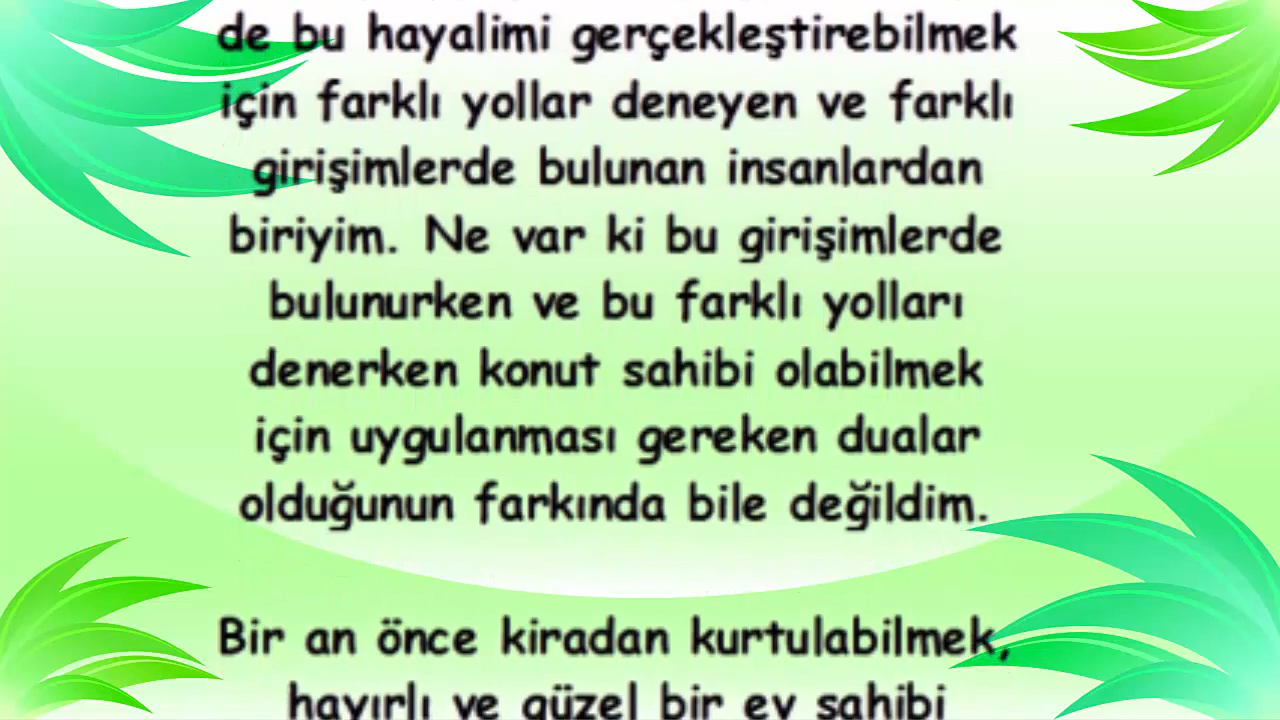 de bu hayalimi gerçekleştirebilmek
için farklı yollar deneyen ve farklı
girişimlerde bulunan insanlardan
biriyim. Ne var ki bu girişimlerde
bulunurken ve bu farklı yolları
denerken konut sahibi olabilmek
için uygulanması gereken dualar
olduğunun farkında bile değildim.
Bir an önce kiradan kurtulabilmek,
hayırlı ve güzel bir ev sahibi